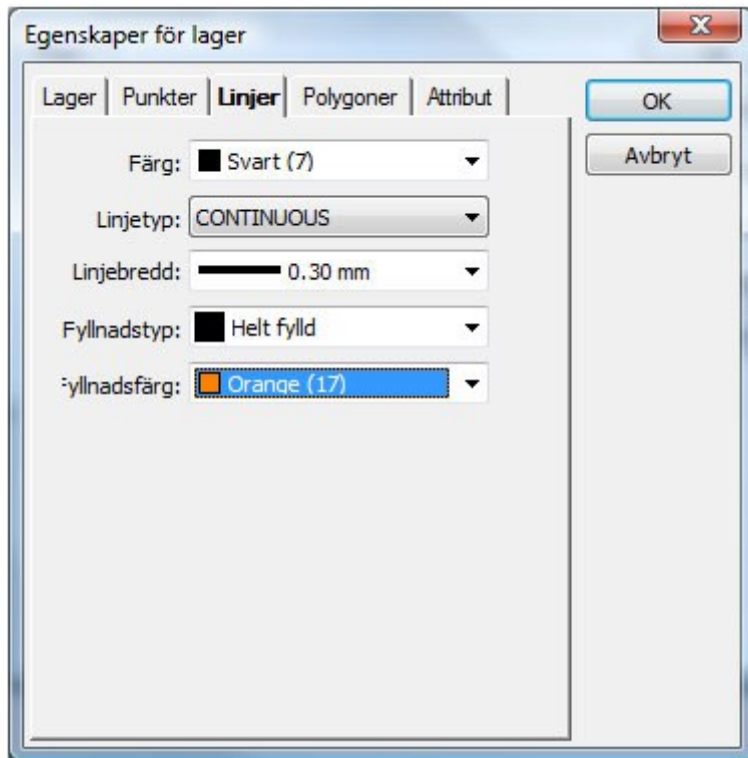 Egenskaper för lager
Lager Punkter Linjer Polygoner Attribut
OK
Avbryt
Färg: Svart (7)
Linjetyp: CONTINUOUS
Linjebredd: 0.30 mm
Fyllnadstyp: Helt fylld
Fyllnadsfärg: Orange (17)